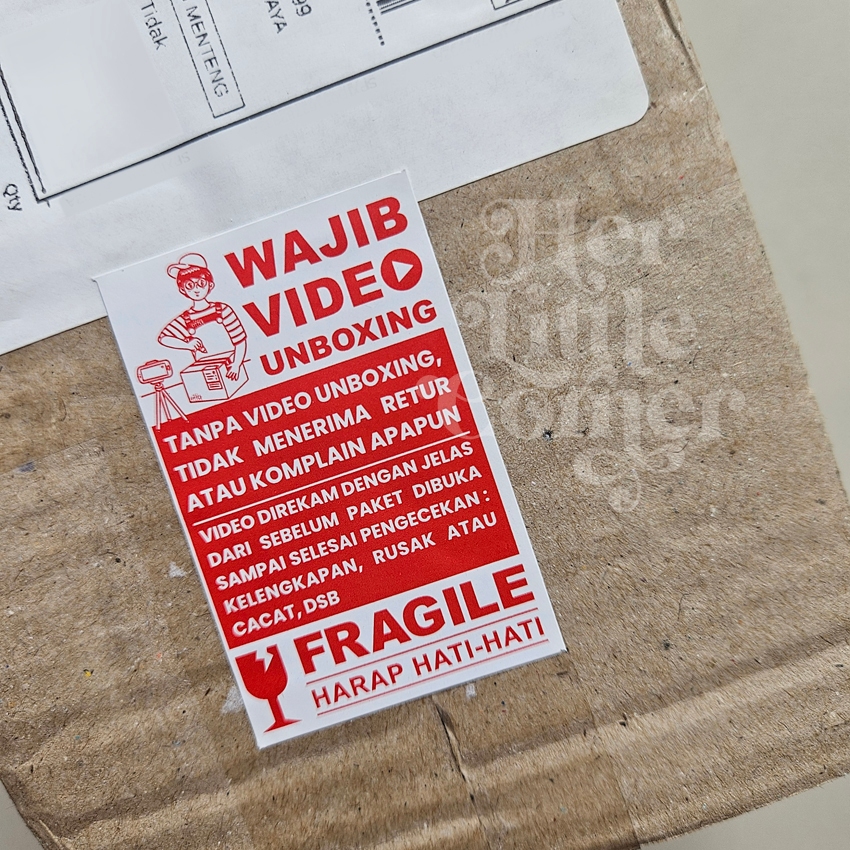 Tidak
MENTENG
99
AYA
Qty
WAJIB
VIDEO
UNBOXING
TANPA VIDEO UNBOXING,
TIDAK MENERIMA RETUR
ATAU KOMPLAIN APAPUN
VIDEO DIREKAM DENGAN JELAS
DARI SEBELUM PAKET DIBUKA
SAMPAI SELESAI PENGECEKAN :
KELENGKAPAN, RUSAK ATAU
CACAT, DSB
FRAGILE
HARAP HATI-HATI
Her
Little
Conjer